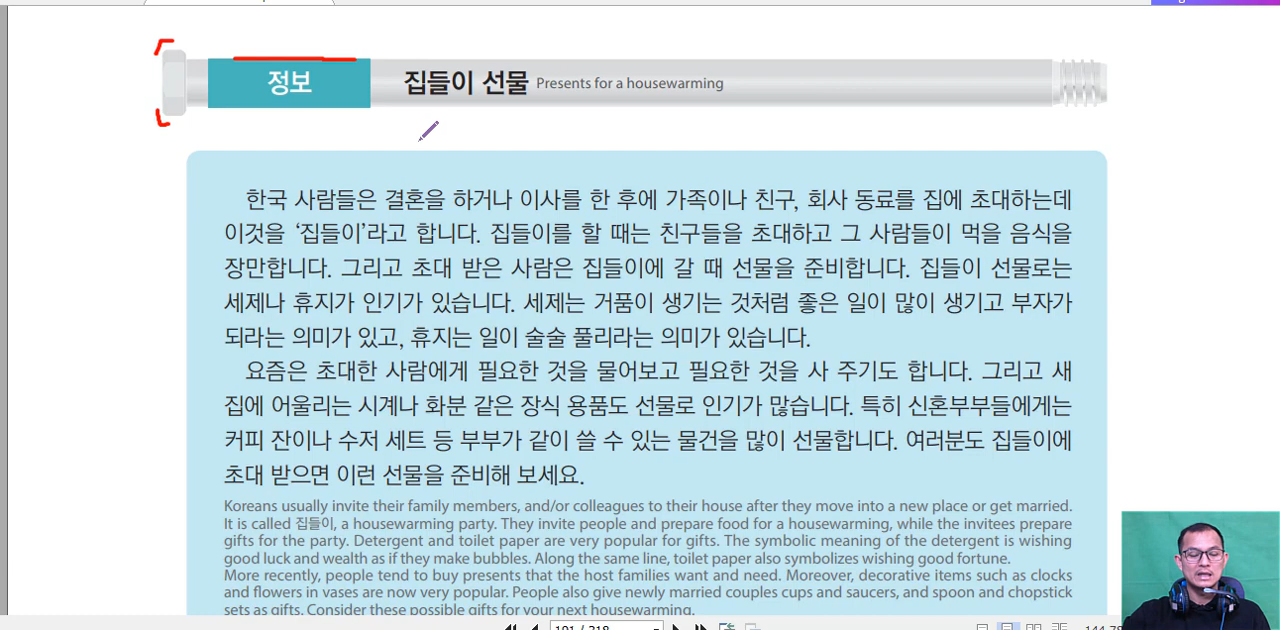 정보 집들이 선물 Presents for a housewarming
한국 사람들은 결혼을 하거나 이사를 한 후에 가족이나 친구, 회사 동료를 집에 초대하는데
이것을 ‘집들이’라고 합니다. 집들이를 할 때는 친구들을 초대하고 그 사람들이 먹을 음식을
장만합니다. 그리고 초대 받은 사람은 집들이에 갈 때 선물을 준비합니다. 집들이 선물로는
세제나 휴지가 인기가 있습니다. 세제는 거품이 생기는 것처럼 좋은 일이 많이 생기고 부자가
되라는 의미가 있고, 휴지는 일이 술술 풀리라는 의미가 있습니다.
요즘은 초대한 사람에게 필요한 것을 물어보고 필요한 것을 사 주기도 합니다. 그리고 새
집에 어울리는 시계나 화분 같은 장식 용품도 선물로 인기가 많습니다. 특히 신혼부부들에게는
커피 잔이나 수저 세트 등 부부가 같이 쓸 수 있는 물건을 많이 선물합니다. 여러분도 집들이에
초대 받으면 이런 선물을 준비해 보세요.
Koreans usually invite their family members, and/or colleagues to their house after they move into a new place or get married.
It is called 집들이, a housewarming party. They invite people and prepare food for a housewarming, while the invitees prepare
gifts for the party. Detergent and toilet paper are very popular for gifts. The symbolic meaning of the detergent is wishing
good luck and wealth as if they make bubbles. Along the same line, toilet paper also symbolizes wishing good fortune.
More recently, people tend to buy presents that the host families want and need. Moreover, decorative items such as clocks
and flowers in vases are now very popular. People also give newly married couples cups and saucers, and spoon and chopstick
sets as gifts. Consider these possible gifts for your next housewarming.